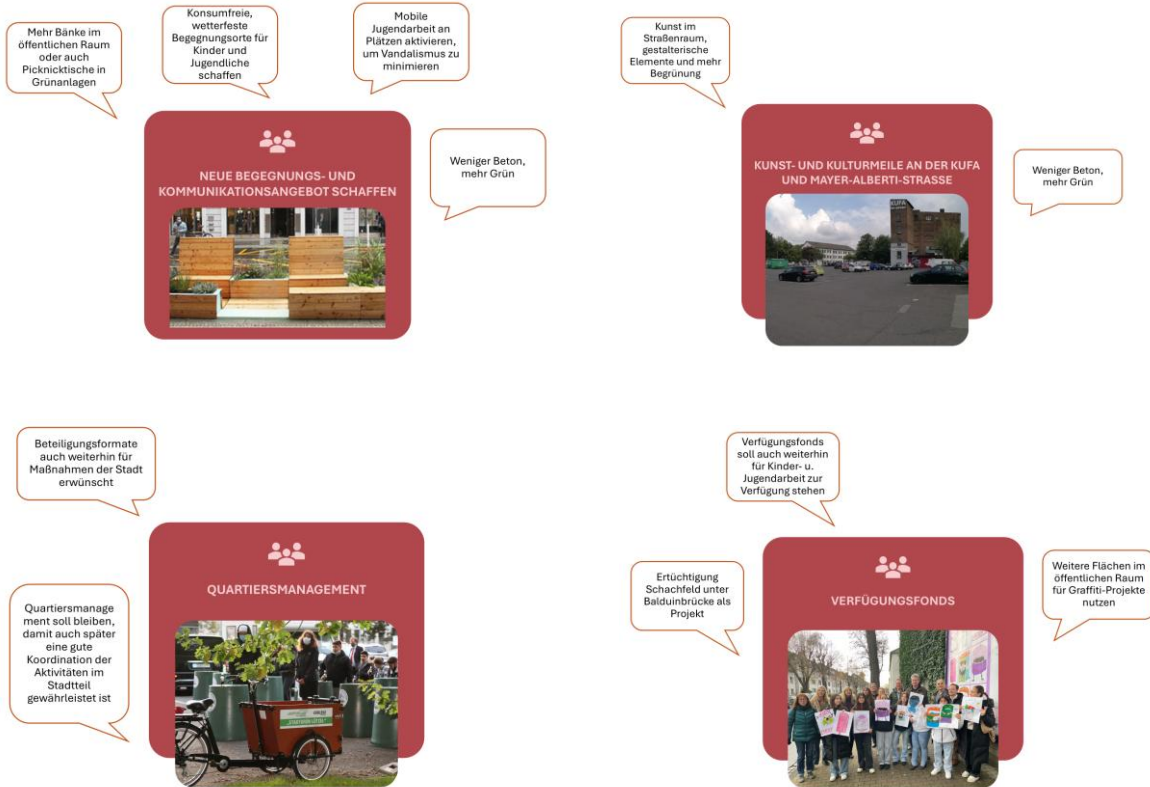 Mehr Bänke im
öffentlichen Raum
oder auch
Picknicktische in
Grünanlagen
Konsumfreie,
wetterfeste
Begegnungsorte für
Kinder und
Jugendliche
schaffen
Mobile
Jugendarbeit an
Plätzen aktivieren,
um Vandalismus zu
minimieren
Weniger Beton,
mehr Grün
NEUE BEGEGNUNGS- UND
KOMMUNIKATIONSANGEBOT SCHAFFEN
Kunst im
Straßenraum,
gestalterische
Elemente und mehr
Begrünung
Weniger Beton,
mehr Grün
KUNST- UND KULTURMEILE AN DER KUFA
UND MAYER-ALBERTI-STRASSE
KUFA
Beteiligungsformate
auch weiterhin für
Maßnahmen der Stadt
erwünscht
Quartiersmanage
ment soll bleiben,
damit auch später
eine gute
Koordination der
Aktivitäten im
Stadtteil
gewährleistet ist
QUARTIERSMANAGEMENT
Verfügungsfonds
soll auch weiterhin
für Kinder- u.
Jugendarbeit zur
Verfügung stehen
Ertüchtigung
Schachfeld unter
Balduinbrücke als
Projekt
Weitere Flächen im
öffentlichen Raum
für Graffiti-Projekte
nutzen
VERFÜGUNGSFONDS